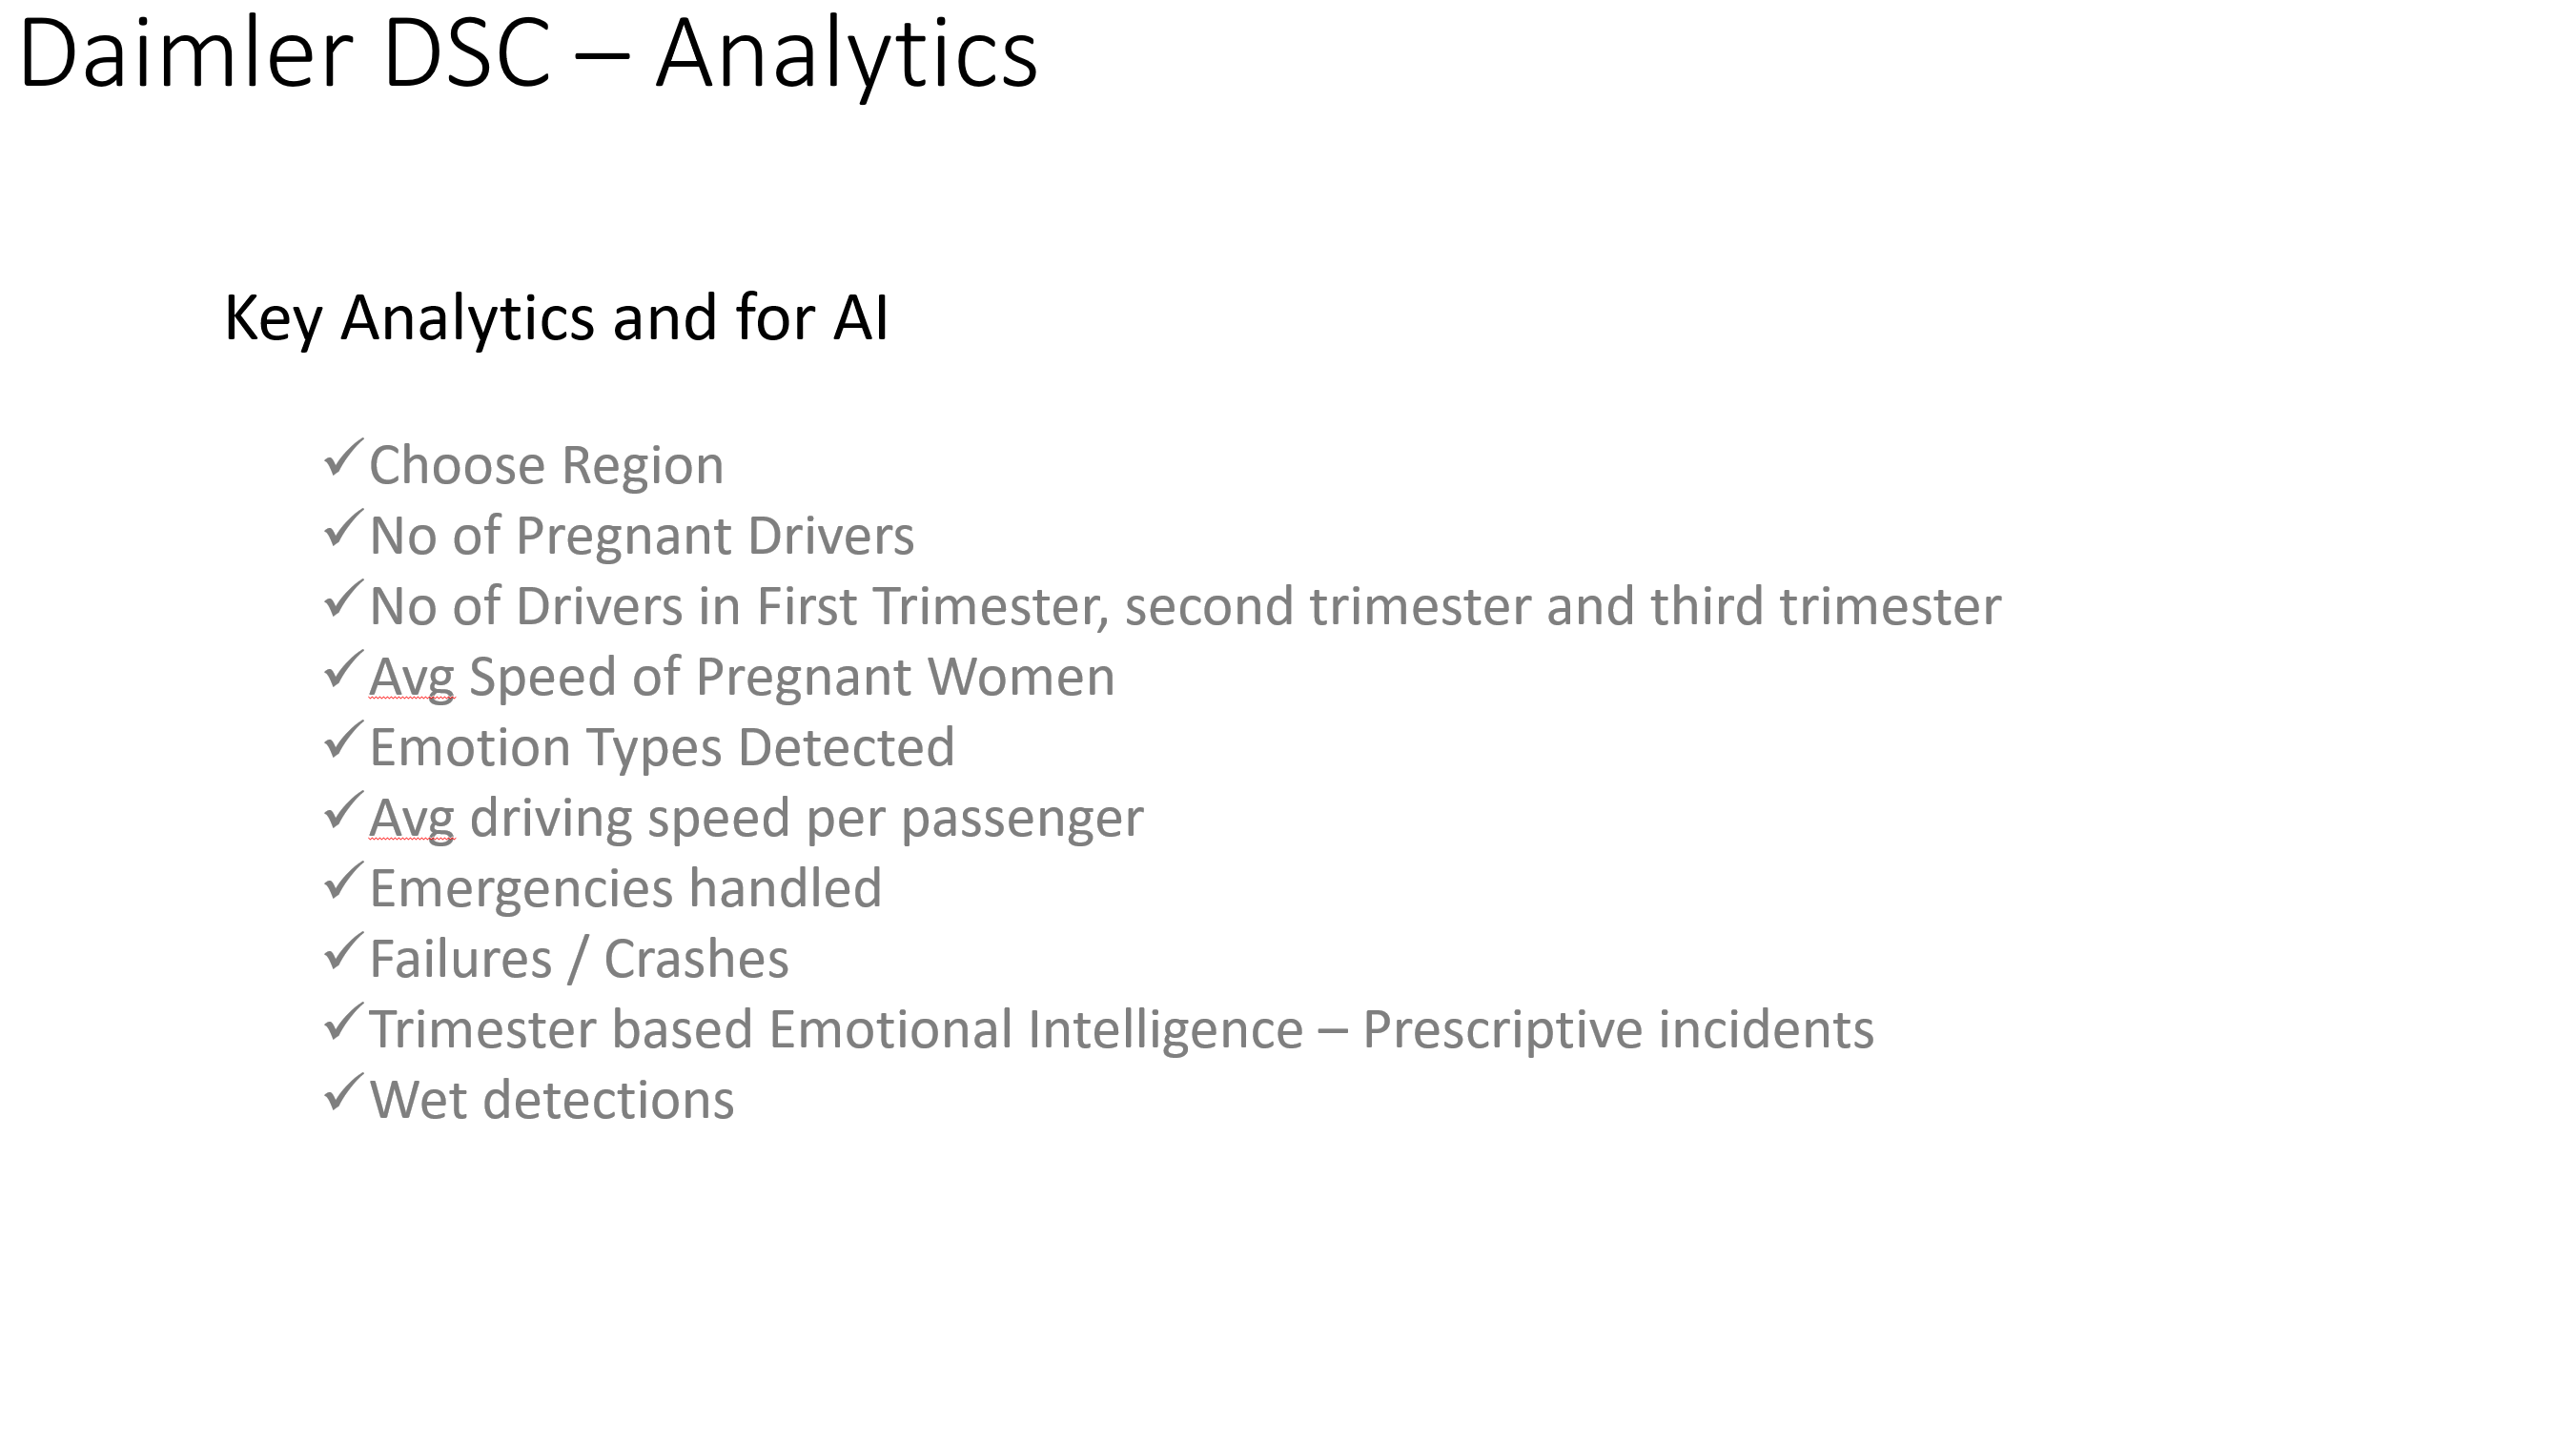 Daimler DSC – Analytics
Key Analytics and for AI
✓Choose Region
✓No of Pregnant Drivers
✓No of Drivers in First Trimester, second trimester and third trimester
✓Avg Speed of Pregnant Women
✓Emotion Types Detected
✓Avg driving speed per passenger
✓Emergencies handled
✓Failures / Crashes
✓Trimester based Emotional Intelligence – Prescriptive incidents
✓Wet detections